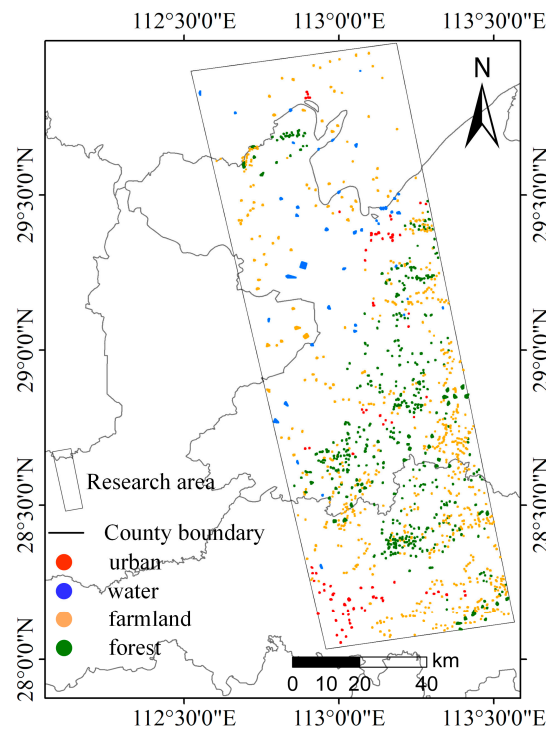 112°30'0"E 113°0'0"E 113°30'0"E
N
29°30'0"N 29°30'0"N
29°0'0"N 29°0'0"N
28°30'0"N 28°30'0"N
28°0'0"N 28°0'0"N
Research area
County boundary
urban
water
farmland
forest
km
0 10 20 40
112°30'0"E 113°0'0"E 113°30'0"E